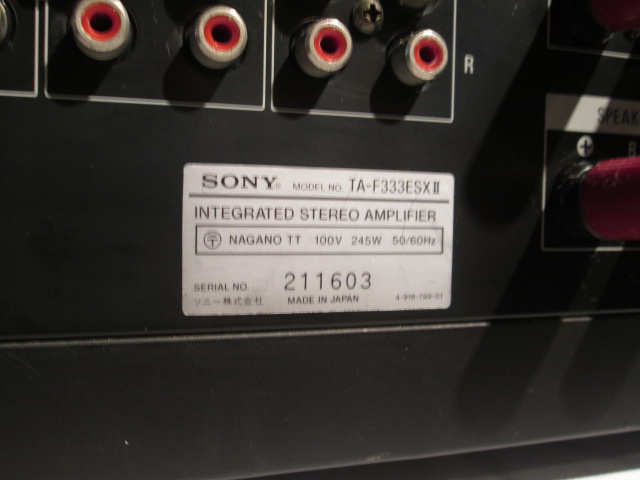 R
SPEAK
SONY® MODEL NO. TA-F333ESXⅡ
INTEGRATED STEREO AMPLIFIER
〶 NAGANO TT 100V 245W 50/60Hz
SERIAL NO. 211603
ソニー株式会社 MADE IN JAPAN 4-916-799-01